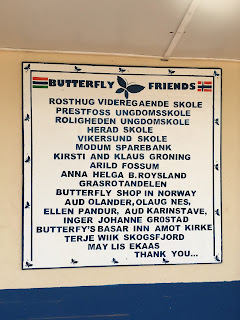 BUTTERFLY FRIENDS
ROSTHUG VIDEREGAENDE SKOLE
PRESTFOSS UNGDOMSSKOLE
ROLIGHEDEN UNGDOMSSKOLE
HERAD SKOLE
VIKERSUND SKOLE
MODUM SPAREBANK
KIRSTI AND KLAUS GRONING
ARILD FOSSUM
ANNA HELGA B.ROYSLAND
GRASROTANDELEN
BUTTERFLY SHOP IN NORWAY
AUD OLANDER, OLAUG NES,
ELLEN PANDUR, AUD KARINSTAVE,
INGER JOHANNE GROSTAD
BUTTERFY'S BASAR INN AMOT KIRKE
TERJE WIIK SKOGSFJORD
MAY LIS EKAAS
THANK YOU...